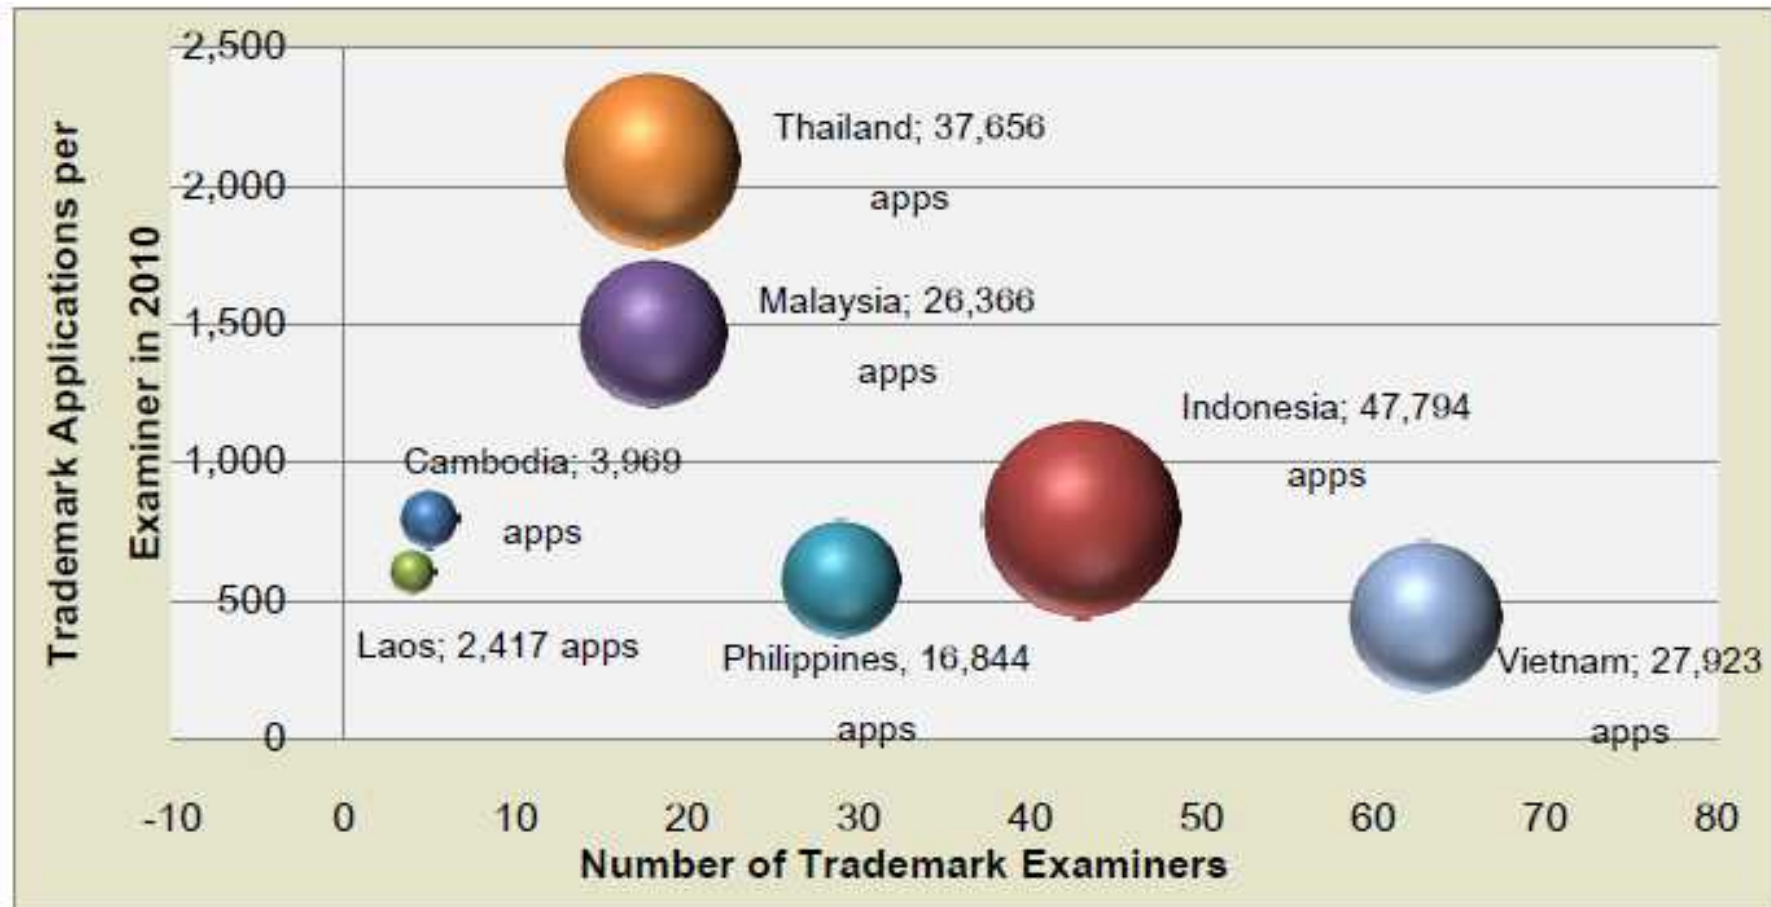 Trademark Applications per
Examiner in 2010
2,500
2,000
1,500
1,000
500
0
Thailand; 37,656
apps
Malaysia; 26,366
apps
Indonesia; 47,794
apps
Cambodia; 3,969
apps
Laos; 2,417 apps
Philippines, 16,844
apps
Vietnam; 27,923
apps
-10 0 10 20 30 40 50 60 70 80
Number of Trademark Examiners